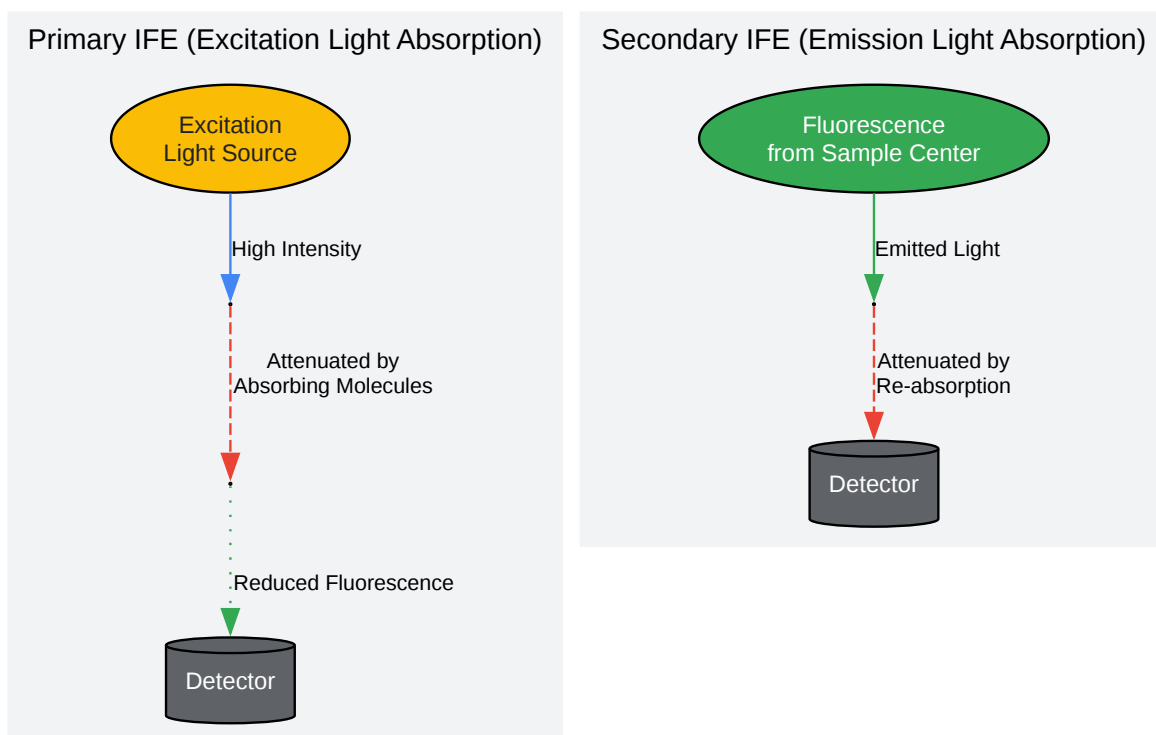 Primary IFE (Excitation Light Absorption)
Excitation
Light Source
High Intensity
Attenuated by
Absorbing Molecules
Reduced Fluorescence
Detector
Secondary IFE (Emission Light Absorption)
Fluorescence
from Sample Center
Emitted Light
Attenuated by
Re-absorption
Detector